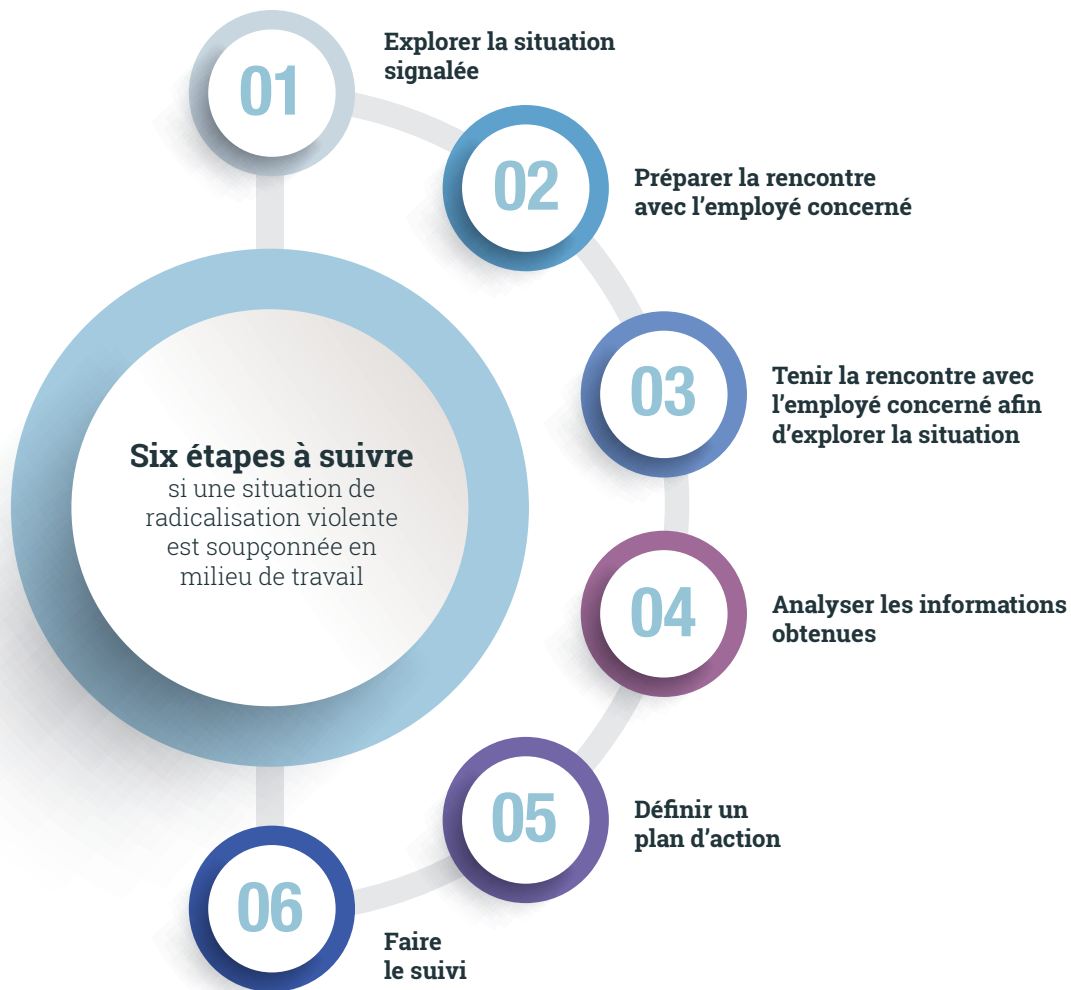 Six étapes à suivre
si une situation de
radicalisation violente
est soupçonnée en
milieu de travail
01
Explorer la situation
signalée
02
Préparer la rencontre
avec l'employé concerné
03
Tenir la rencontre avec
l'employé concerné afin
d'explorer la situation
04
Analyser les informations
obtenues
05
Définir un
plan d'action
06
Faire
le suivi